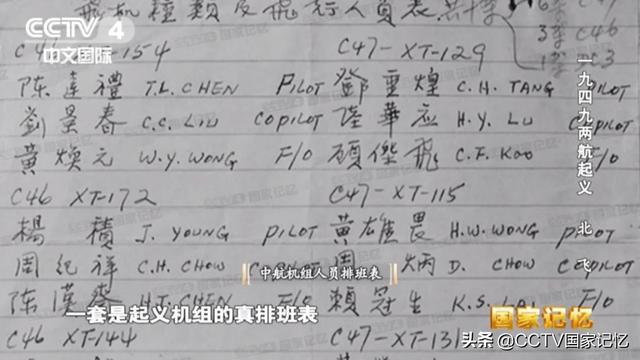 飛机種類及飛行人員表
CCTV 4
中文国际
C46 XT-154
C47-XT-129
陈達禮 T.L. CHEN PILOT
鄧重煌 C.H. TANG PILOT
劉景春 C.C. LIU COPILOT
陸華応 H.Y. LU
黄煥元 W.Y. WONG F/O
顧傑飛 C.F. KOO F/O
C46 XT-172
C47-XT-115
楊積 J. YOUNG PILOT
黄雄畏 H.W. WONG PILOT
周紀祥 C.H. CHOW COPILOT
炳 D. CHOW COPILOT
陈漢 H.T. CHEN F/O
賴冠生 K.S. LAI F/O
C46 XT-144
C47-XT-131
一九四九两航起义 北飞
中航机组人员排班表
一套是起义机组的真排班表
国家记忆
头条 @CCTV国家记忆